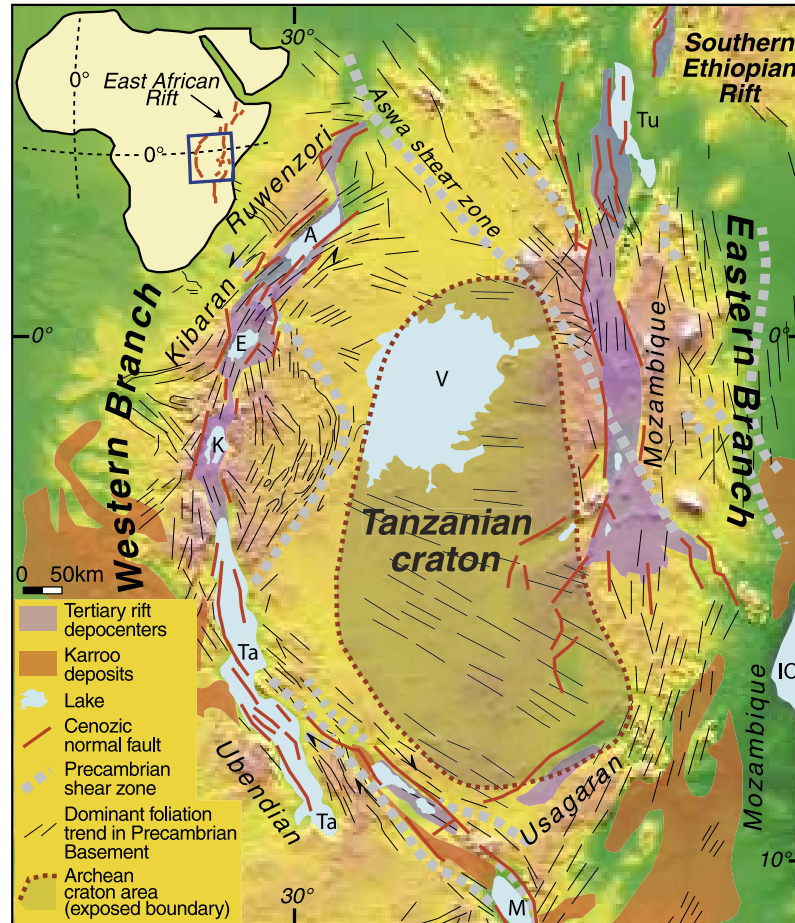 30°
Southern
Ethiopian
Rift
0°
East African
Rift
0°
Tu
Aswa shear zone
Ruwenzori
A
Eastern Branch
Kibaran
Western Branch
0°
E
0°
V
Mozambique
K
Tanzanian
craton
0 50km
Tertiary rift
depocenters
Karroo
deposits
Lake
Cenozic
normal fault
Precambrian
shear zone
Dominant foliation
trend in Precambrian
Basement
Archean
craton area
(exposed boundary)
Ta
IO
Mozambique
Ubendian
Ta
Usagaran
10°
30°
M